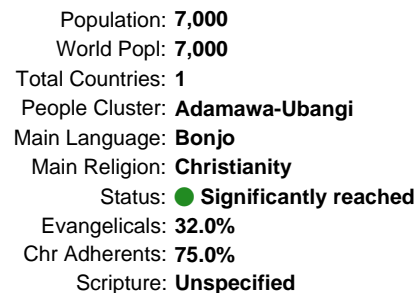 Population: 7,000
World Popl: 7,000
Total Countries: 1
People Cluster: Adamawa-Ubangi
Main Language: Bonjo
Main Religion: Christianity
Status: Significantly reached
Evangelicals: 32.0%
Chr Adherents: 75.0%
Scripture: Unspecified